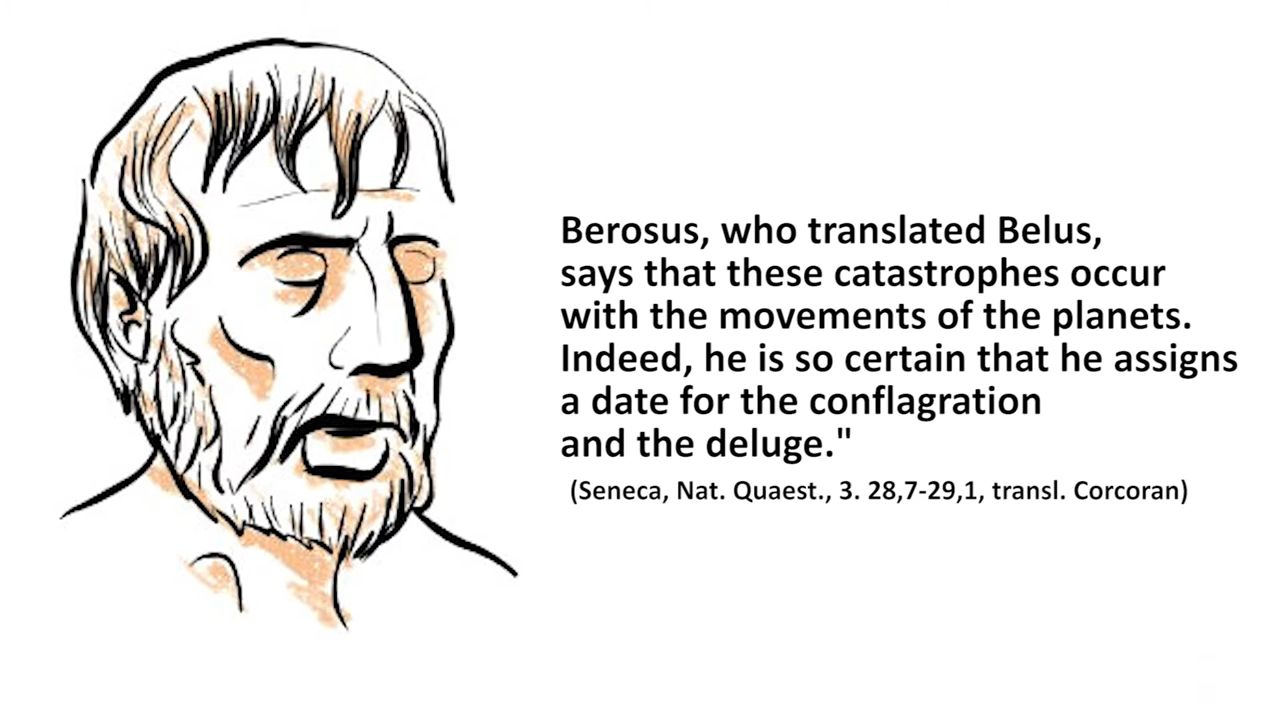 Berosus, who translated Belus,
says that these catastrophes occur
with the movements of the planets.
Indeed, he is so certain that he assigns
a date for the conflagration
and the deluge."
(Seneca, Nat. Quaest., 3. 28,7-29,1, transl. Corcoran)